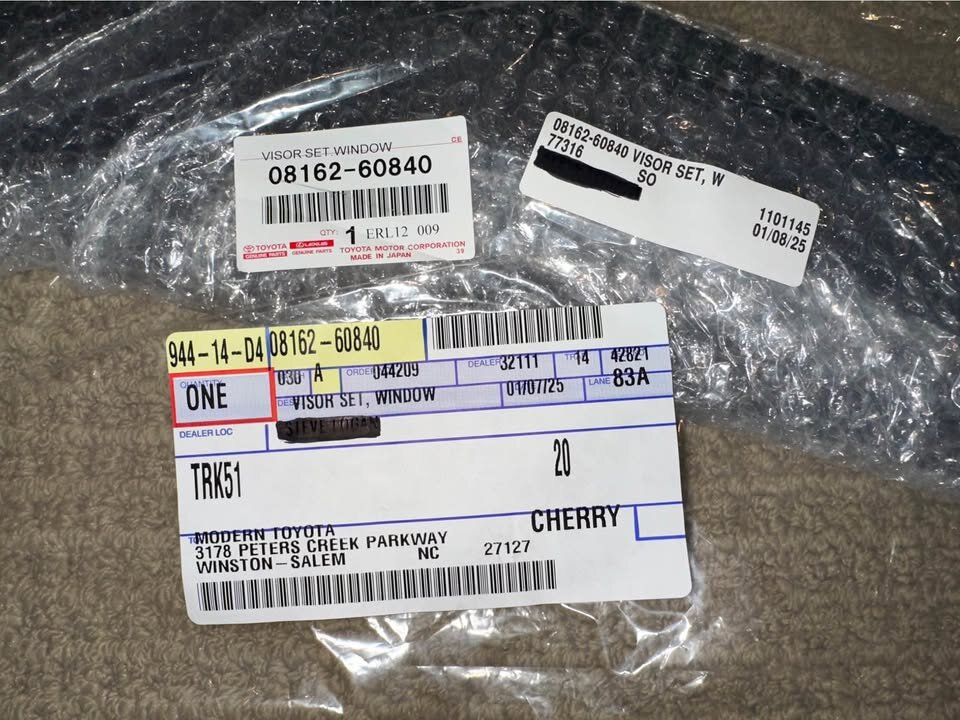 VISOR SET WINDOW
CE
08162-60840
QTY: 1 ERL12 009
TOYOTA GENUINE PARTS LEXUS GENUINE PARTS
TOYOTA MOTOR CORPORATION
MADE IN JAPAN 39
08162-60840 VISOR SET, W
77316
SO
1101145
01/08/25
944-14-D4 08162-60840
QUANTITY ONE
030 A ORDER 044209 DEALER 32111 14 42821
VISOR SET, WINDOW 01/07/25 LANE 83A
DEALER LOC
TRK51 20
CHERRY
TO MODERN TOYOTA
3178 PETERS CREEK PARKWAY
WINSTON-SALEM NC 27127